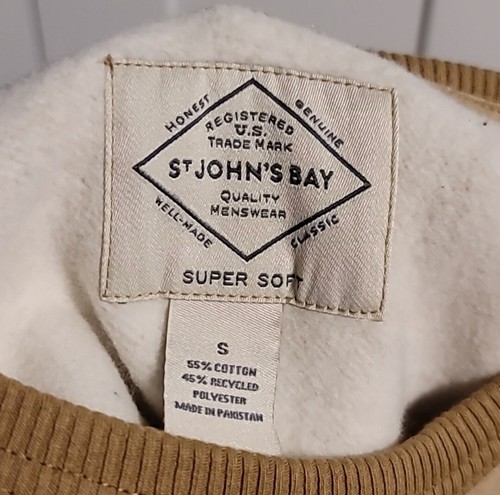 HONEST GENUINE
REGISTERED
U.S.
TRADE MARK
ST JOHN'S BAY
QUALITY
MENSWEAR
WELL-MADE CLASSIC
SUPER SOFT
S
55% COTTON
45% RECYCLED
POLYESTER
MADE IN PAKISTAN